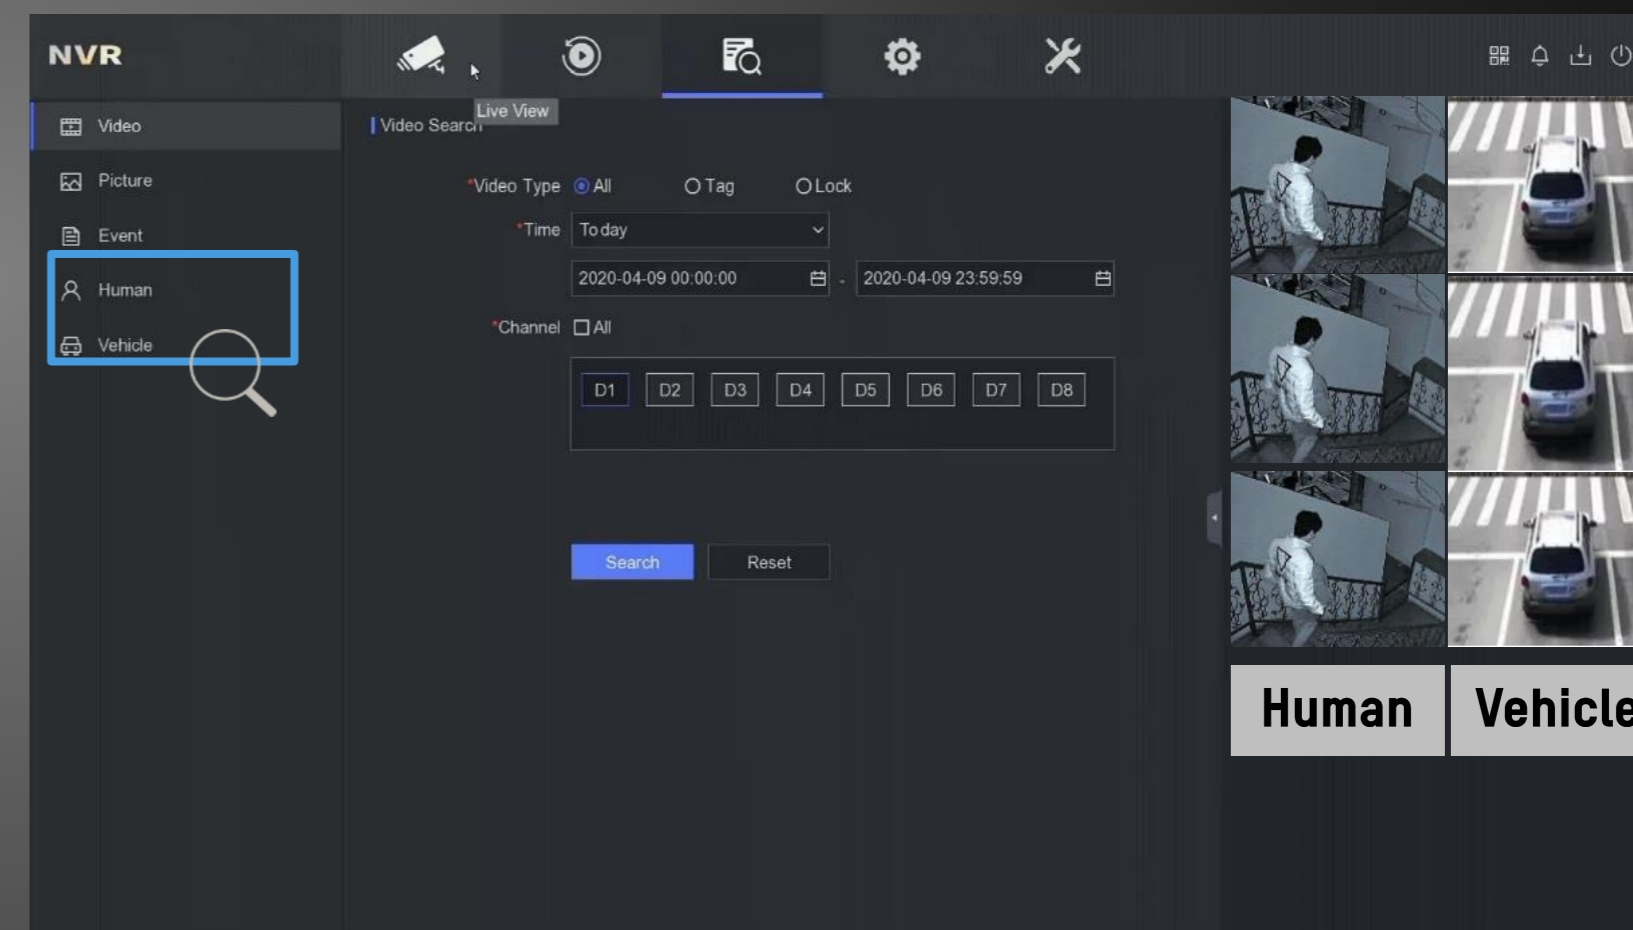 NVR
Live View
Video
Video Search
Picture
*Video Type All Tag Lock
*Time Today
Event
2020-04-09 00:00:00 - 2020-04-09 23:59:59
Human
*Channel All
Vehicle
D1 D2 D3 D4 D5 D6 D7 D8
Search Reset
Human Vehicle